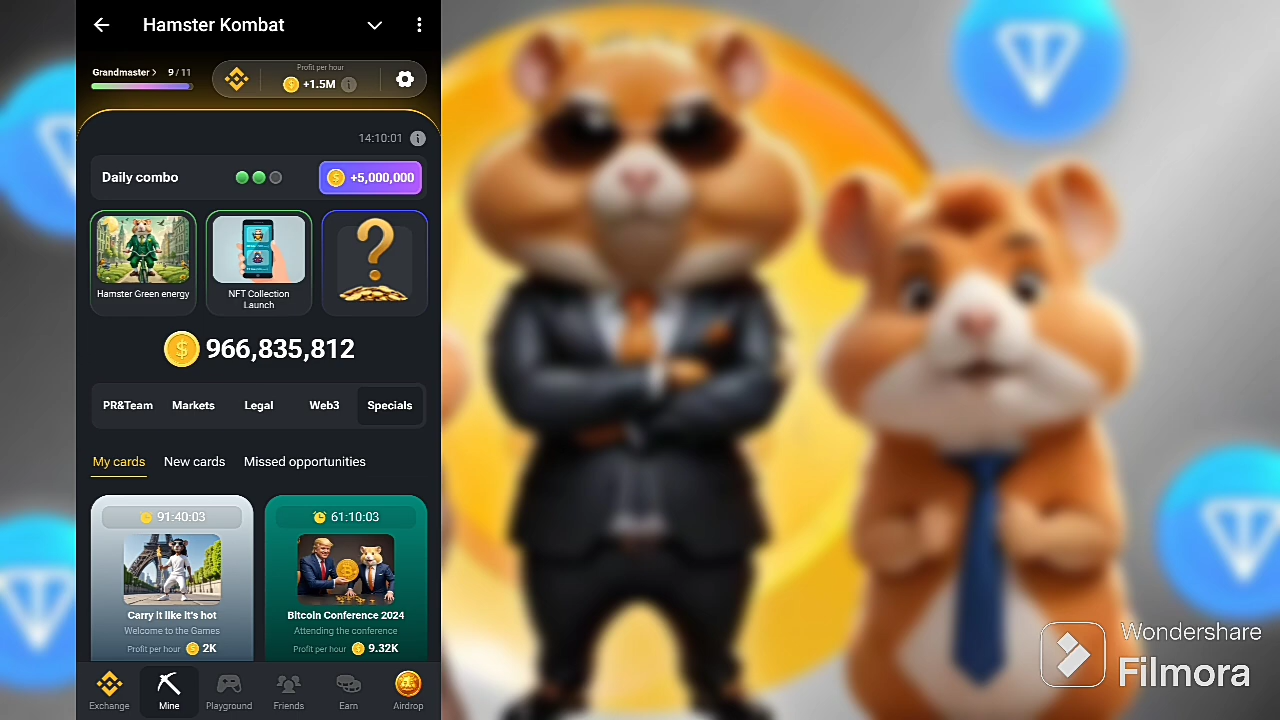 Hamster Kombat
Profit per hour
Grandmaster > 9 / 11
+1.5M
14:10:01
Daily combo
+5,000,000
Hamster Green energy
NFT Collection
Launch
966,835,812
PR&Team Markets Legal Web3 Specials
My cards New cards Missed opportunities
91:40:03
61:10:03
Carry it like it's hot
Bitcoin Conference 2024
Welcome to the Games
Attending the conference
Profit per hour 2K
Profit per hour 9.32K
Exchange Mine Playground Friends Earn Airdrop
Wondershare
Filmora